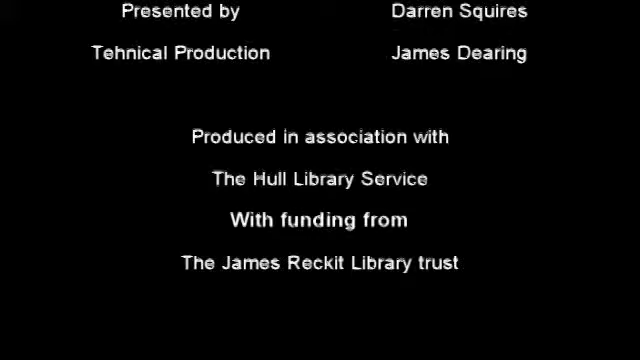 Presented by Darren Squires
Tehnical Production James Dearing
Produced in association with
The Hull Library Service
With funding from
The James Reckit Library trust